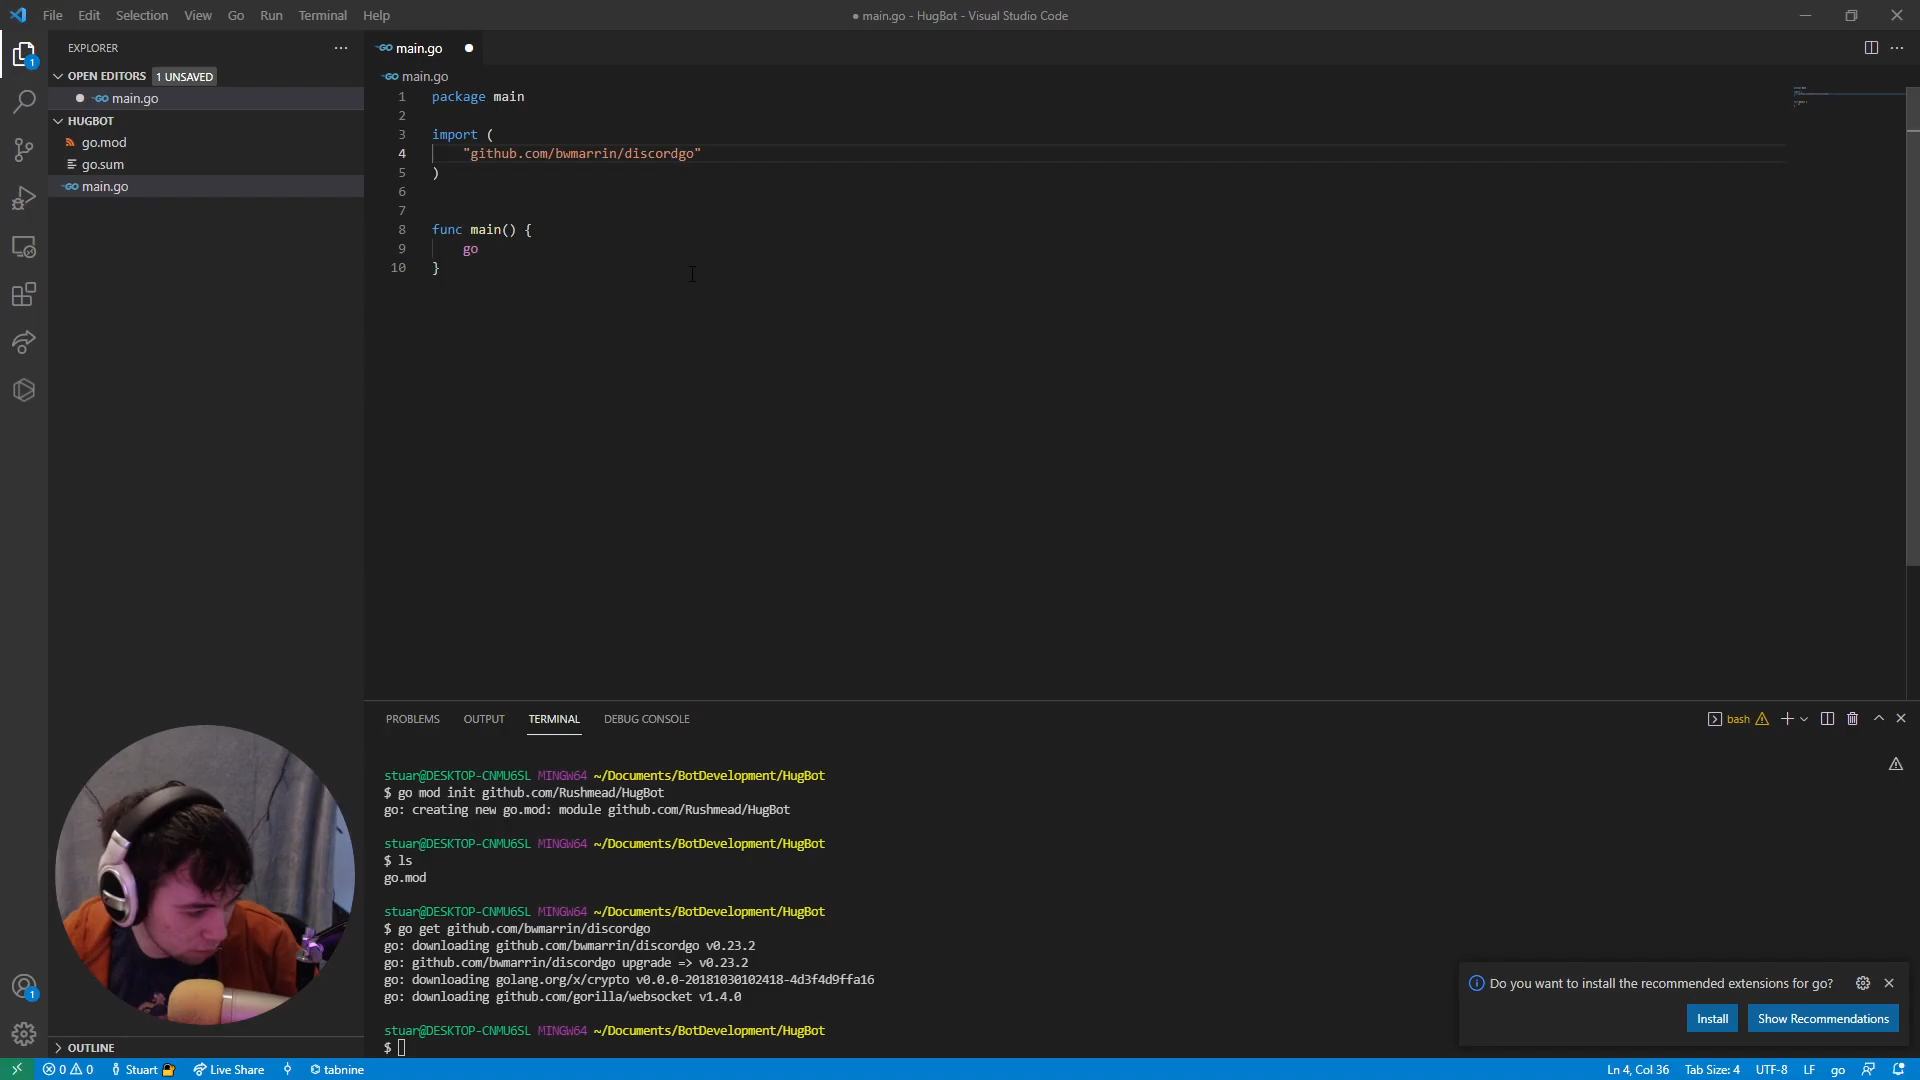 File Edit Selection View Go Run Terminal Help
● main.go - HugBot - Visual Studio Code
EXPLORER
OPEN EDITORS 1 UNSAVED
main.go
HUGBOT
go.mod
go.sum
main.go
OUTLINE
main.go
main.go
1 package main
2
3 import (
4 "github.com/bwmarrin/discordgo"
5 )
6
7
8 func main() {
9 go
10 }
PROBLEMS OUTPUT TERMINAL DEBUG CONSOLE
bash
stuar@DESKTOP-CNMU6SL MINGW64 ~/Documents/BotDevelopment/HugBot
$ go mod init github.com/Rushmead/HugBot
go: creating new go.mod: module github.com/Rushmead/HugBot
stuar@DESKTOP-CNMU6SL MINGW64 ~/Documents/BotDevelopment/HugBot
$ ls
go.mod
stuar@DESKTOP-CNMU6SL MINGW64 ~/Documents/BotDevelopment/HugBot
$ go get github.com/bwmarrin/discordgo
go: downloading github.com/bwmarrin/discordgo v0.23.2
go: github.com/bwmarrin/discordgo upgrade => v0.23.2
go: downloading golang.org/x/crypto v0.0.0-20181030102418-4d3f4d9ffa16
go: downloading github.com/gorilla/websocket v1.4.0
stuar@DESKTOP-CNMU6SL MINGW64 ~/Documents/BotDevelopment/HugBot
$
Do you want to install the recommended extensions for go?
Install Show Recommendations
1
1
0 0 Stuart Live Share tabnine
Ln 4, Col 36 Tab Size: 4 UTF-8 LF go